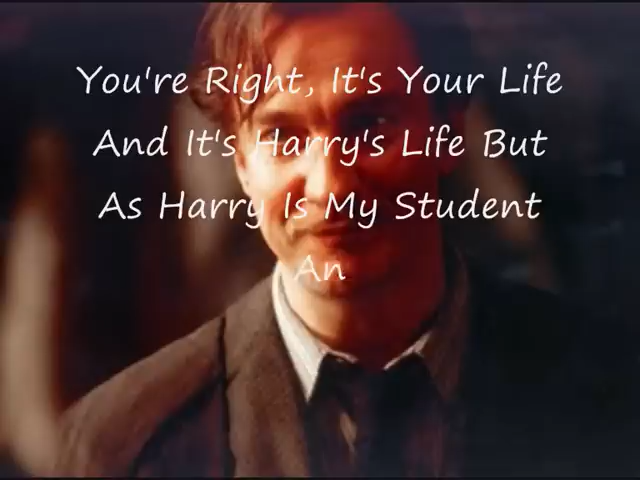 You're Right, It's Your Life
And It's Harry's Life But
As Harry Is My Student
An